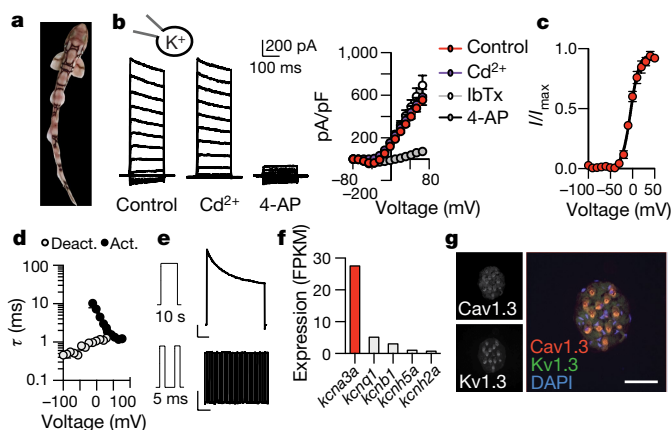 a
b
K+
200 pA
100 ms
Control
Cd2+
4-AP
1,000
800
600
400
200
0
−200
−80
0
80
pA/pF
Voltage (mV)
Control
Cd2+
IbTx
4-AP
c
1.0
0.5
0.0
I/Imax
−100
−50
0
50
Voltage (mV)
d
Deact.
Act.
100
10
1
0.1
τ (ms)
−100
0
100
Voltage (mV)
e
10 s
5 ms
f
Expression (FPKM)
30
20
10
0
kcna3a
kcnq1
kcnb1
kcnh5a
kcnh2a
g
Cav1.3
Kv1.3
Cav1.3
Kv1.3
DAPI